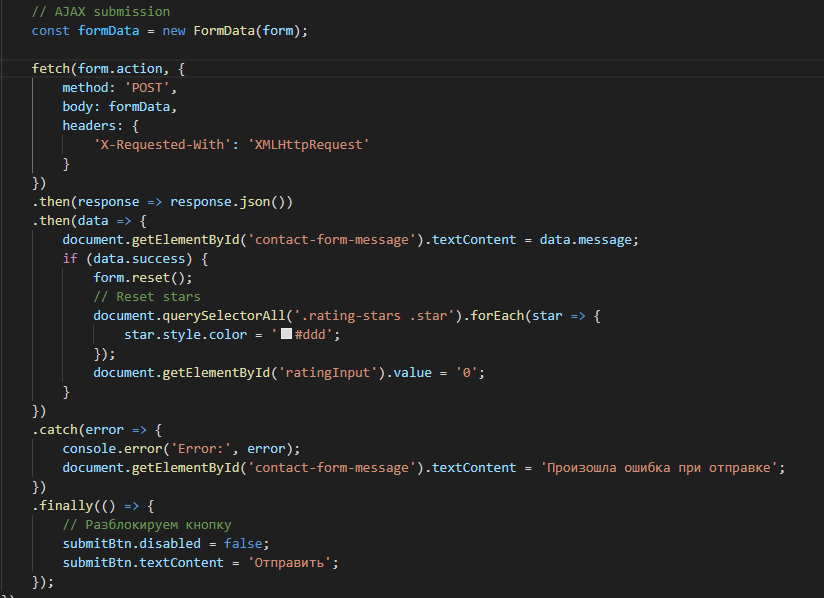 // AJAX submission
const formData = new FormData(form);
fetch(form.action, {
method: 'POST',
body: formData,
headers: {
'X-Requested-With': 'XMLHttpRequest'
}
})
.then(response => response.json())
.then(data => {
document.getElementById('contact-form-message').textContent = data.message;
if (data.success) {
form.reset();
// Reset stars
document.querySelectorAll('.rating-stars .star').forEach(star => {
star.style.color = '#ddd';
});
document.getElementById('ratingInput').value = '0';
}
})
.catch(error => {
console.error('Error:', error);
document.getElementById('contact-form-message').textContent = 'Произошла ошибка при отправке';
})
.finally(() => {
// Разблокируем кнопку
submitBtn.disabled = false;
submitBtn.textContent = 'Отправить';
});